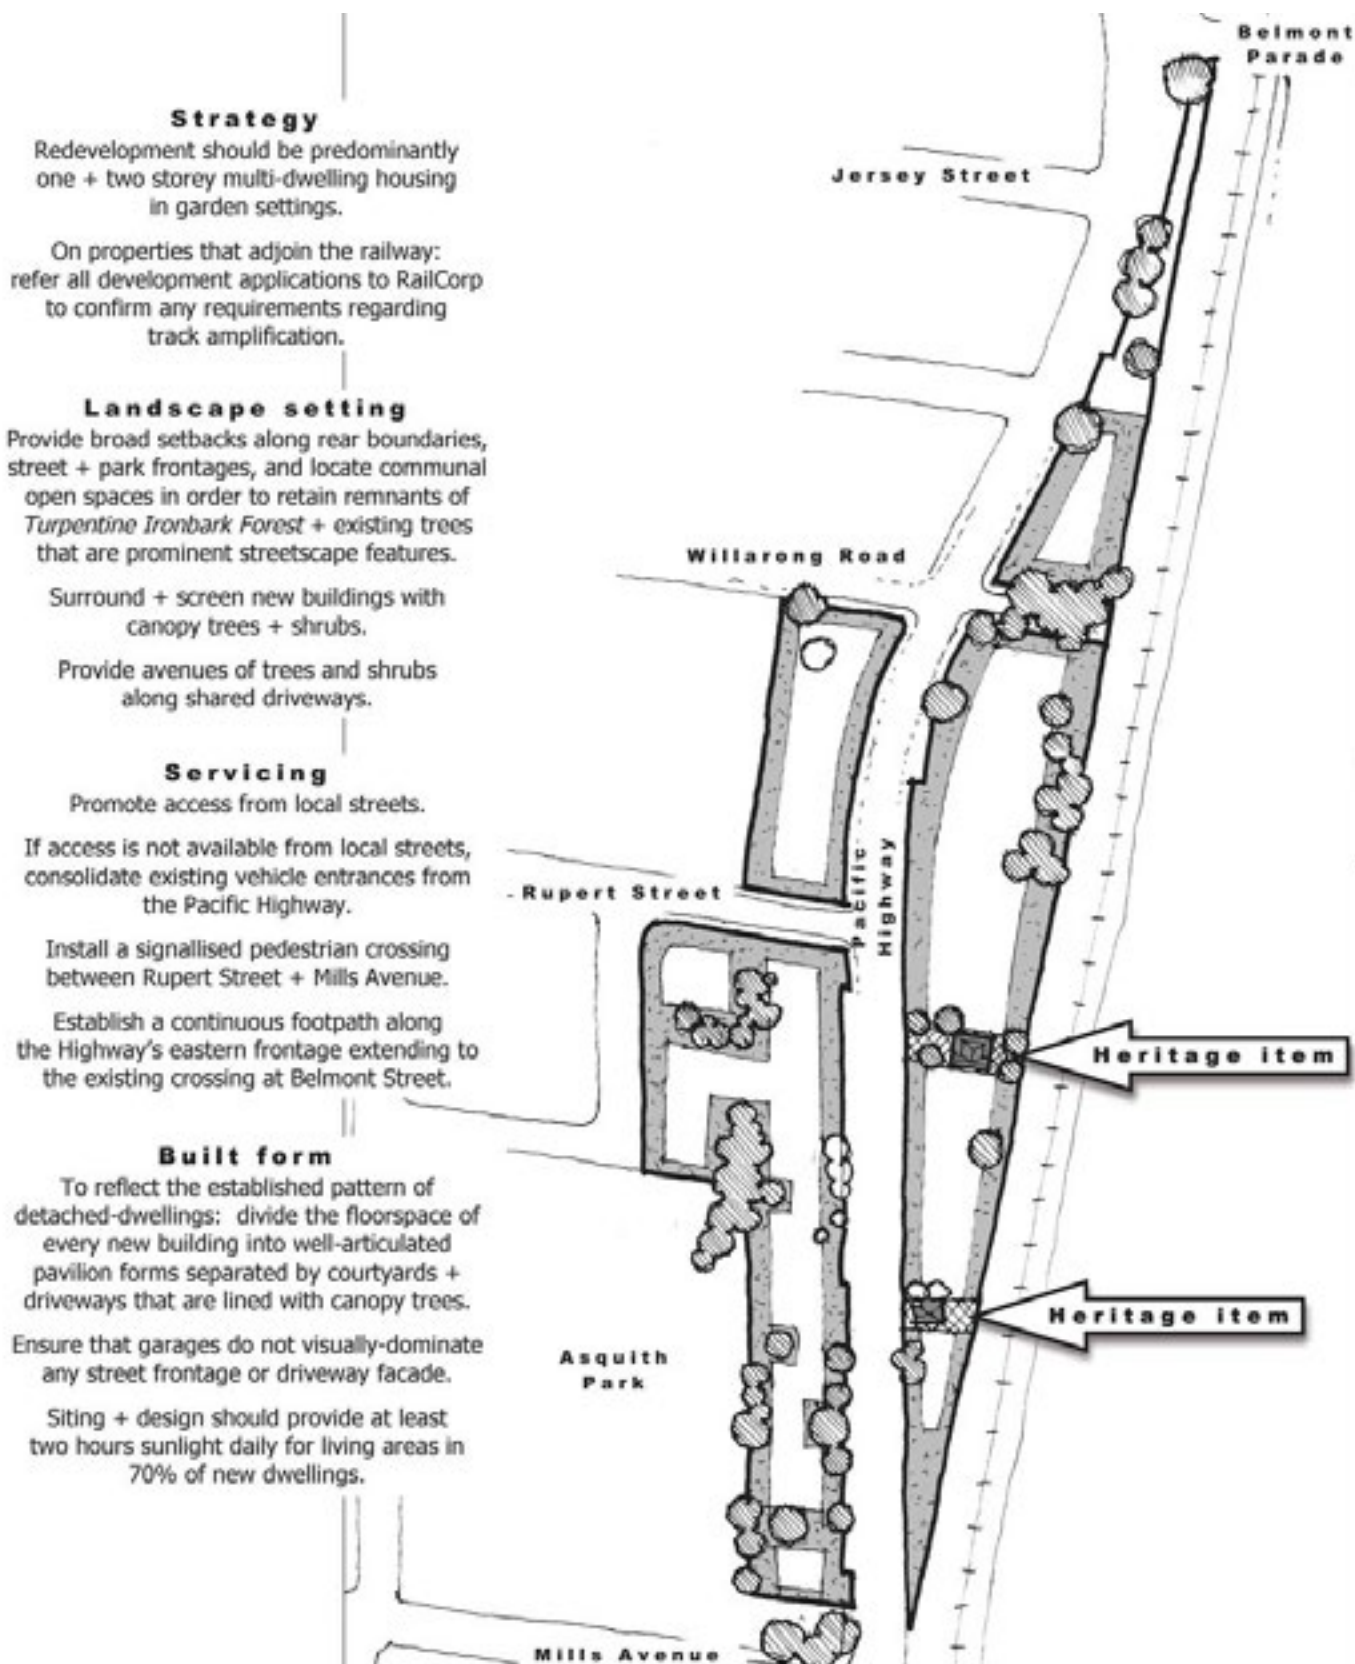 Strategy
Redevelopment should be predominantly
one + two storey multi-dwelling housing
in garden settings.
On properties that adjoin the railway:
refer all development applications to RailCorp
to confirm any requirements regarding
track amplification.
Landscape setting
Provide broad setbacks along rear boundaries,
street + park frontages, and locate communal
open spaces in order to retain remnants of
Turpentine Ironbark Forest + existing trees
that are prominent streetscape features.
Surround + screen new buildings with
canopy trees + shrubs.
Provide avenues of trees and shrubs
along shared driveways.
Servicing
Promote access from local streets.
If access is not available from local streets,
consolidate existing vehicle entrances from
the Pacific Highway.
Install a signallised pedestrian crossing
between Rupert Street + Mills Avenue.
Establish a continuous footpath along
the Highway's eastern frontage extending to
the existing crossing at Belmont Street.
Built form
To reflect the established pattern of
detached-dwellings: divide the floorspace of
every new building into well-articulated
pavilion forms separated by courtyards +
driveways that are lined with canopy trees.
Ensure that garages do not visually-dominate
any street frontage or driveway facade.
Siting + design should provide at least
two hours sunlight daily for living areas in
70% of new dwellings.
Belmont
Parade
Jersey Street
Willarong Road
Pacific
Highway
Rupert Street
Heritage item
Heritage item
Asquith
Park
Mills Avenue